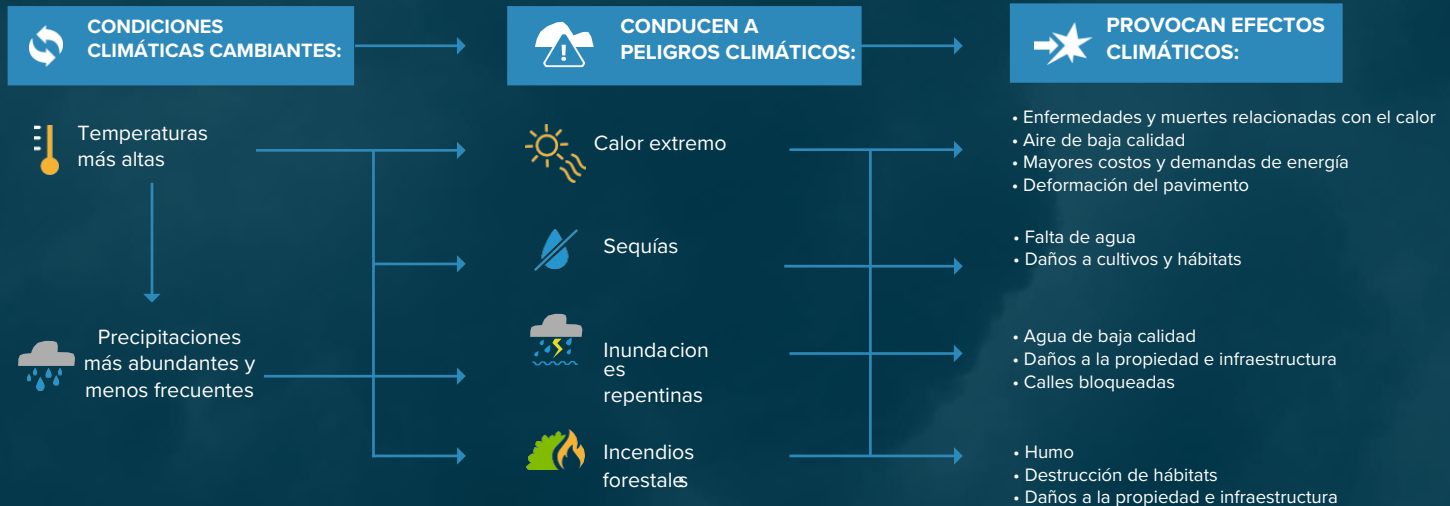 CONDICIONES
CLIMÁTICAS CAMBIANTES:
CONDUCEN A
PELIGROS CLIMÁTICOS:
PROVOCAN EFECTOS
CLIMÁTICOS:
Temperaturas
más altas
Precipitaciones
más abundantes y
menos frecuentes
Calor extremo
Sequías
Inundacion
es
repentinas
Incendios
forestales
• Enfermedades y muertes relacionadas con el calor
• Aire de baja calidad
• Mayores costos y demandas de energía
• Deformación del pavimento
• Falta de agua
• Daños a cultivos y hábitats
• Agua de baja calidad
• Daños a la propiedad e infraestructura
• Calles bloqueadas
• Humo
• Destrucción de hábitats
• Daños a la propiedad e infraestructura